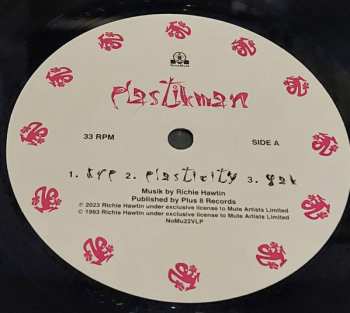 plastikman
33 RPM
SIDE A
1. krp 2. plasticity 3. gak
Musik by Richie Hawtin
Published by Plus 8 Records
℗ 2023 Richie Hawtin under exclusive license to Mute Artists Limited
© 1993 Richie Hawtin under exclusive license to Mute Artists Limited
NoMu22VLP